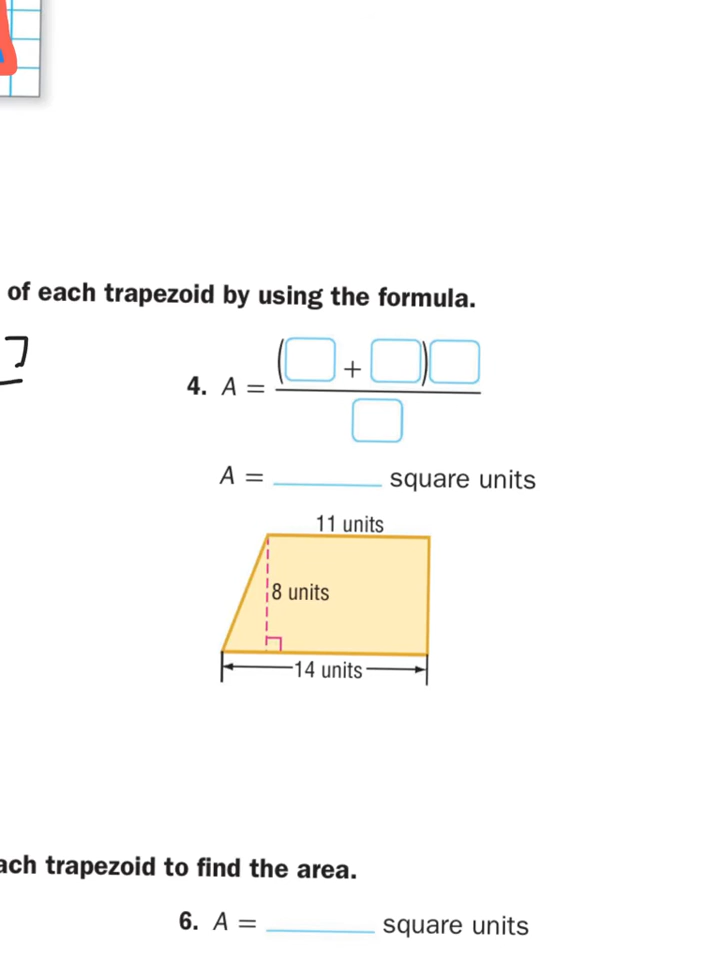 of each trapezoid by using the formula.
4. A = (□ + □)□
□
A = ________ square units
11 units
8 units
14 units
ach trapezoid to find the area.
6. A = ________ square units